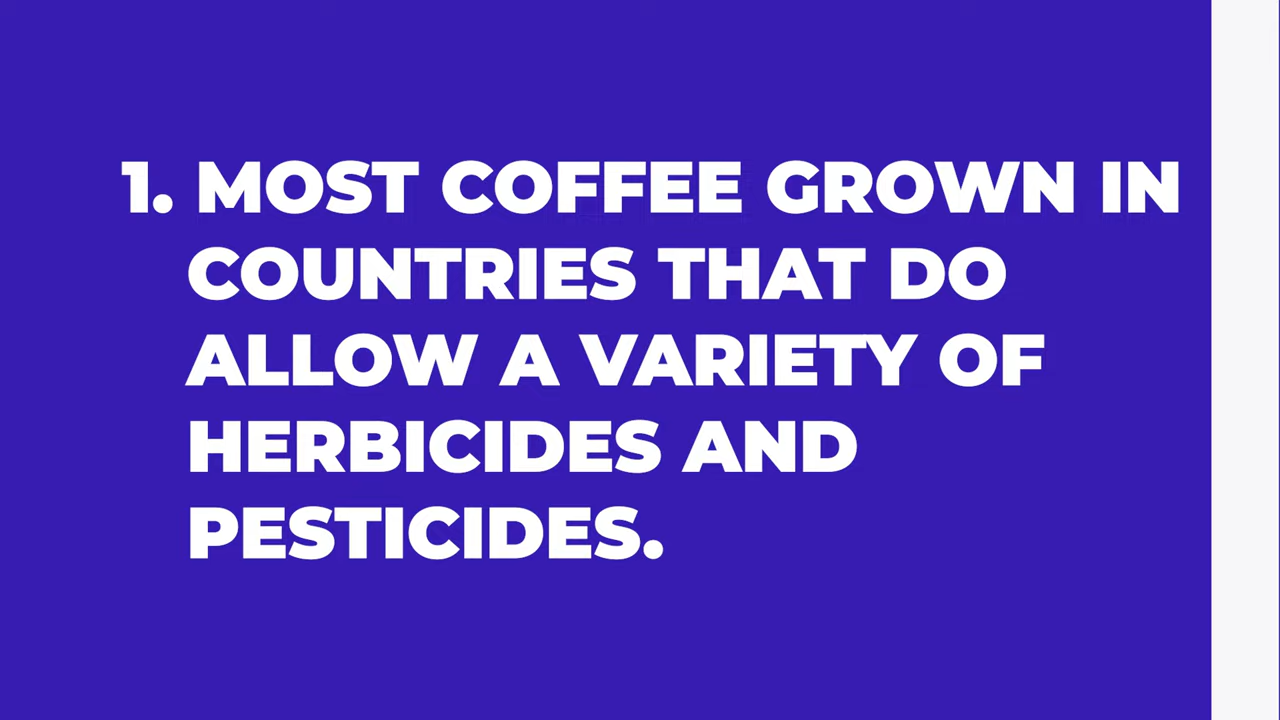 1. MOST COFFEE GROWN IN
COUNTRIES THAT DO
ALLOW A VARIETY OF
HERBICIDES AND
PESTICIDES.